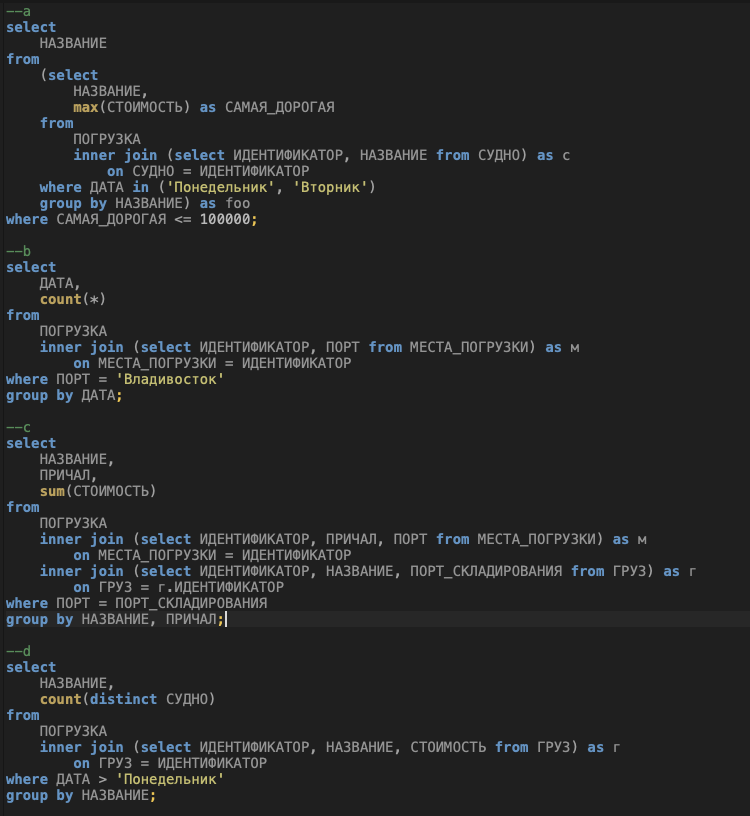 --a
select
    НАЗВАНИЕ
from
    (select
        НАЗВАНИЕ,
        max(СТОИМОСТЬ) as САМАЯ_ДОРОГАЯ
    from
        ПОГРУЗКА
        inner join (select ИДЕНТИФИКАТОР, НАЗВАНИЕ from СУДНО) as с
            on СУДНО = ИДЕНТИФИКАТОР
    where ДАТА in ('Понедельник', 'Вторник')
    group by НАЗВАНИЕ) as foo
where САМАЯ_ДОРОГАЯ <= 100000;

--b
select
    ДАТА,
    count(*)
from
    ПОГРУЗКА
    inner join (select ИДЕНТИФИКАТОР, ПОРТ from МЕСТА_ПОГРУЗКИ) as м
        on МЕСТА_ПОГРУЗКИ = ИДЕНТИФИКАТОР
where ПОРТ = 'Владивосток'
group by ДАТА;

--c
select
    НАЗВАНИЕ,
    ПРИЧАЛ,
    sum(СТОИМОСТЬ)
from
    ПОГРУЗКА
    inner join (select ИДЕНТИФИКАТОР, ПРИЧАЛ, ПОРТ from МЕСТА_ПОГРУЗКИ) as м
        on МЕСТА_ПОГРУЗКИ = ИДЕНТИФИКАТОР
    inner join (select ИДЕНТИФИКАТОР, НАЗВАНИЕ, ПОРТ_СКЛАДИРОВАНИЯ from ГРУЗ) as г
        on ГРУЗ = г.ИДЕНТИФИКАТОР
where ПОРТ = ПОРТ_СКЛАДИРОВАНИЯ
group by НАЗВАНИЕ, ПРИЧАЛ;

--d
select
    НАЗВАНИЕ,
    count(distinct СУДНО)
from
    ПОГРУЗКА
    inner join (select ИДЕНТИФИКАТОР, НАЗВАНИЕ, СТОИМОСТЬ from ГРУЗ) as г
        on ГРУЗ = ИДЕНТИФИКАТОР
where ДАТА > 'Понедельник'
group by НАЗВАНИЕ;